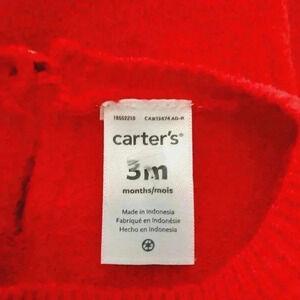 carter's®
3m
months/mois
Made in Indonesia
Fabriqué en Indonésie
Hecho en Indonesia